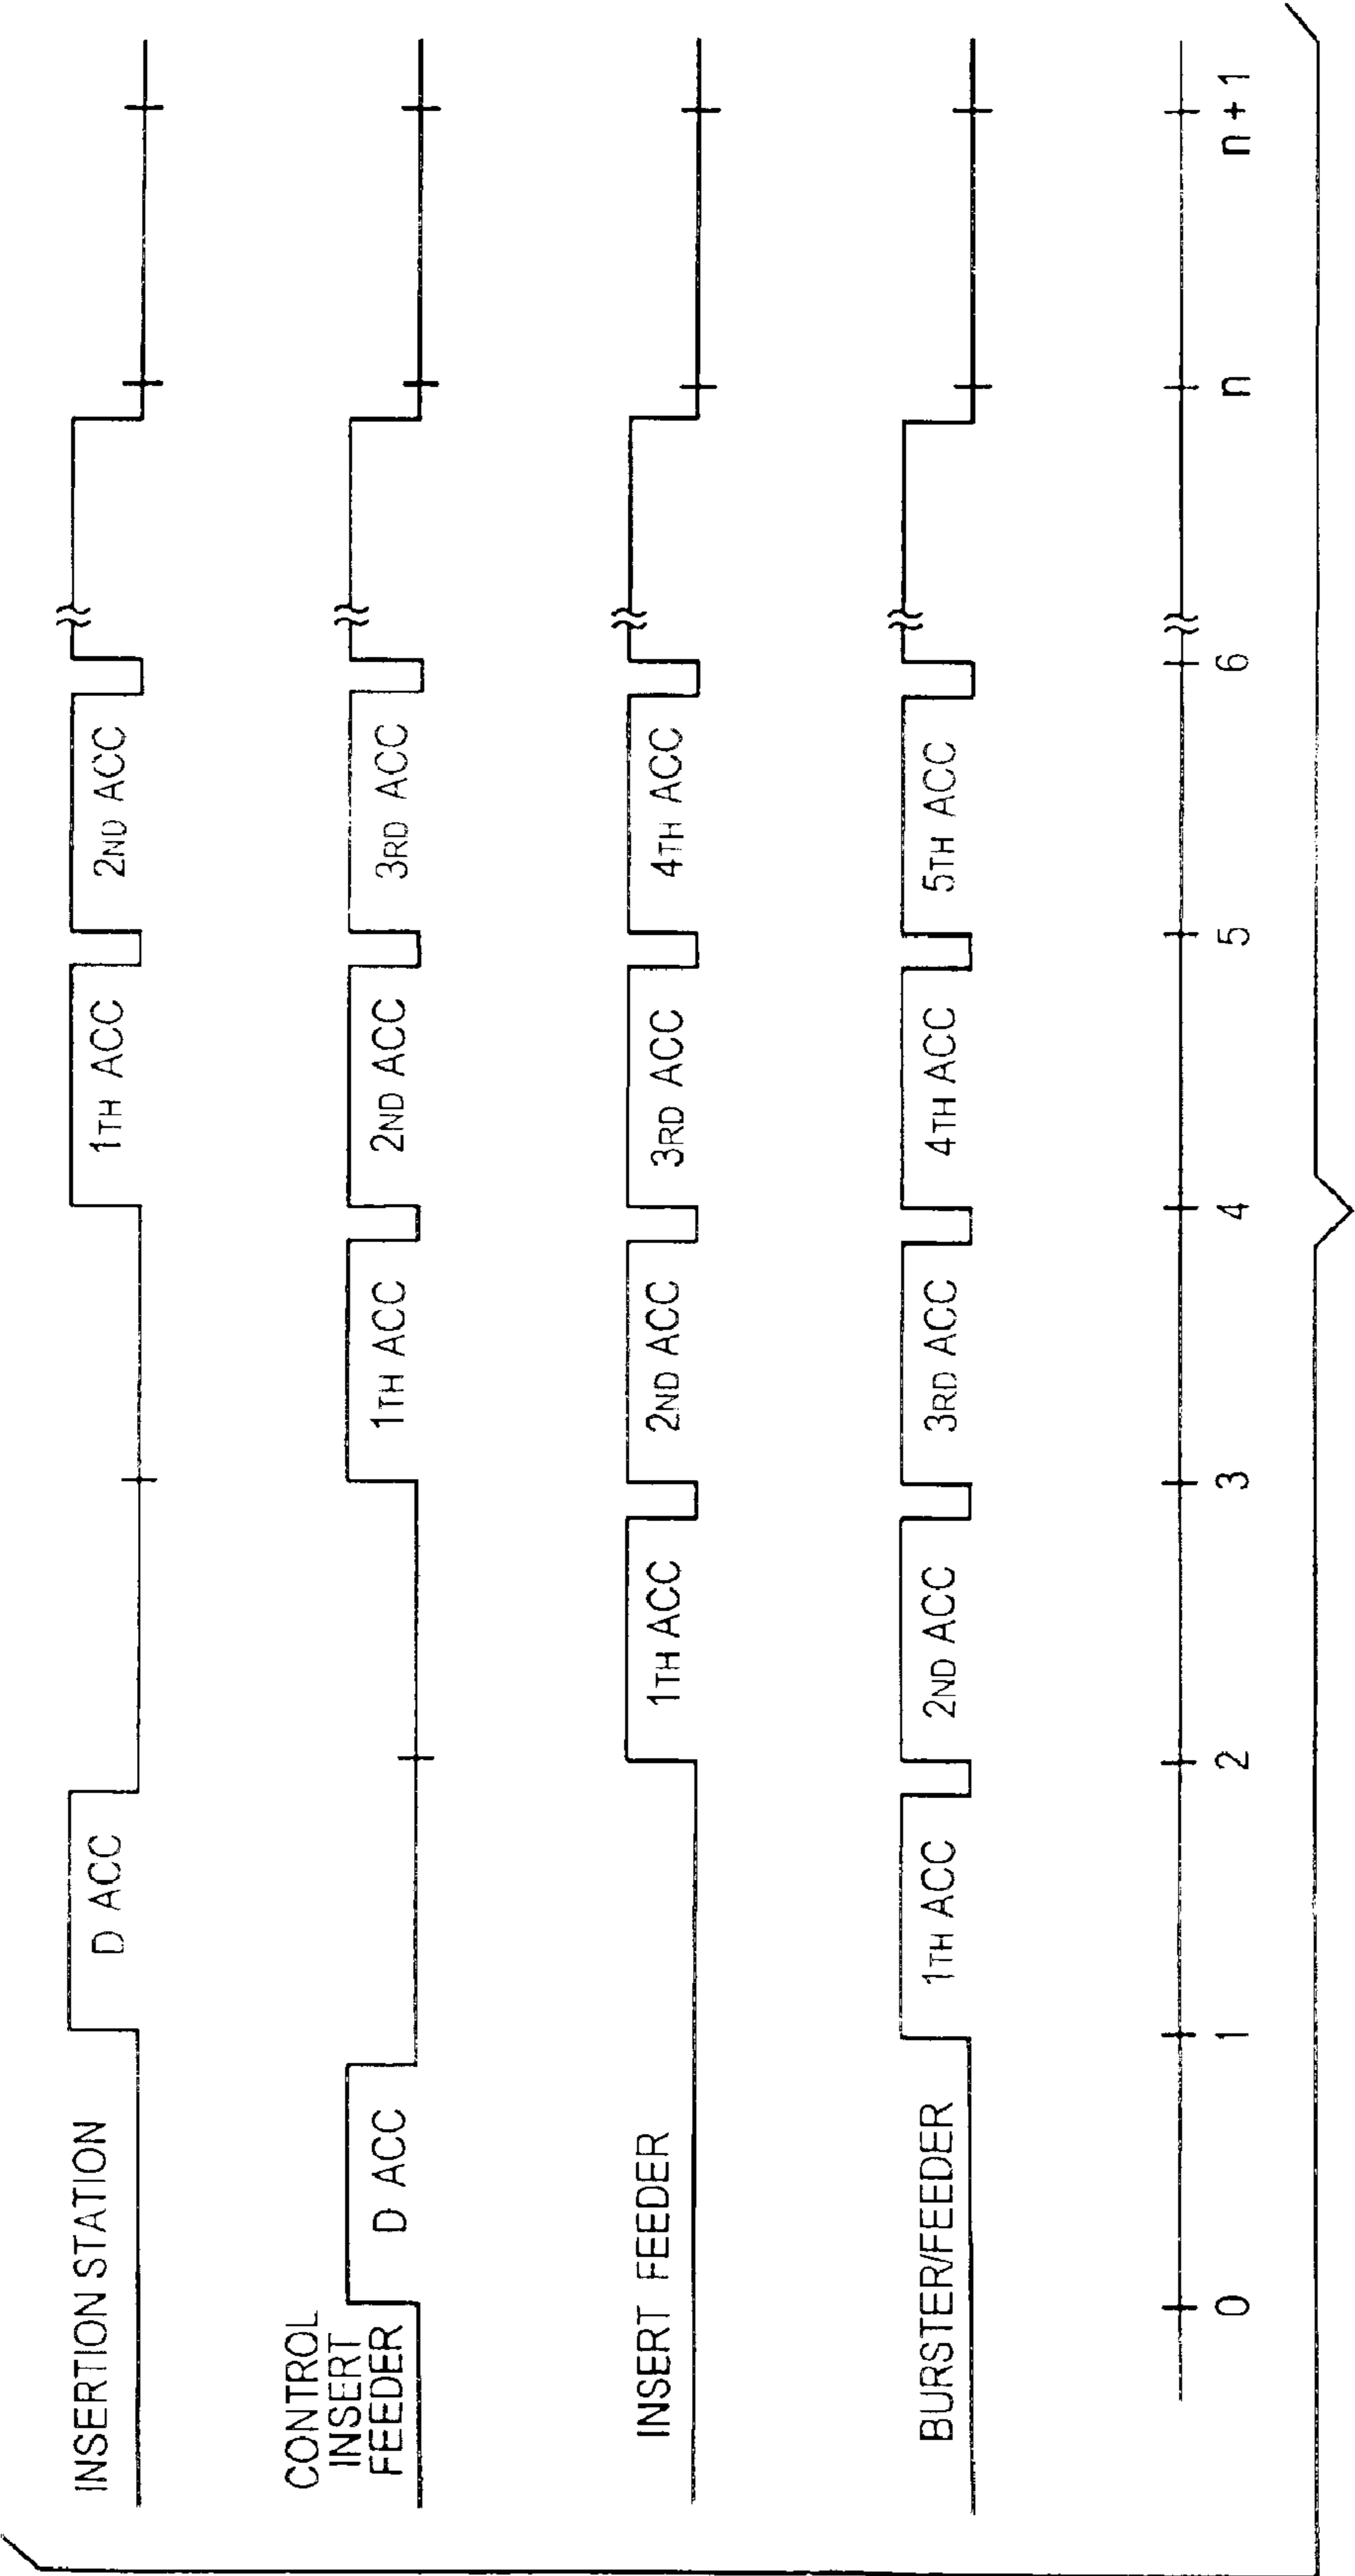 INSERTION STATION
D ACC
1TH ACC
2ND ACC
CONTROL
INSERT
FEEDER
D ACC
1TH ACC
2ND ACC
3RD ACC
INSERT FEEDER
1TH ACC
2ND ACC
3RD ACC
4TH ACC
BURSTER/FEEDER
1TH ACC
2ND ACC
3RD ACC
4TH ACC
5TH ACC
0 1 2 3 4 5 6 n n + 1